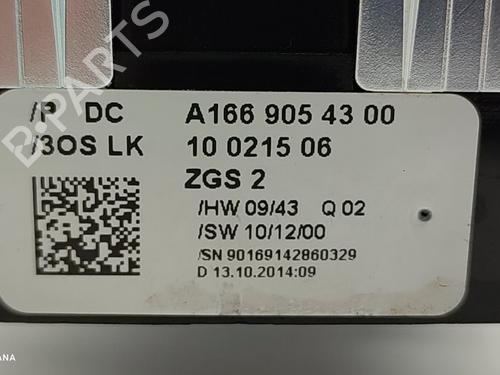 B-PARTS
/P DC A166 905 43 00
/3OS LK 10 0215 06
ZGS 2
/HW 09/43 Q 02
/SW 10/12/00
/SN 90169142860329
D 13.10.2014:09
ANA